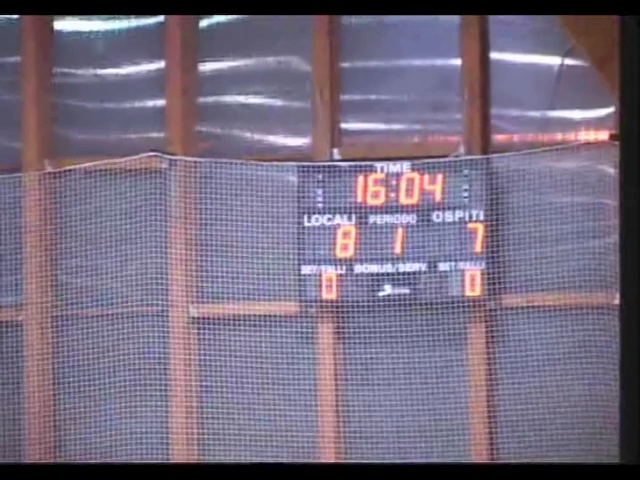 TIME
16:04
LOCALI PERIODO OSPITI
8 1 7
SET/FALLI BONUS/SERV. SET/FALLI
0 0